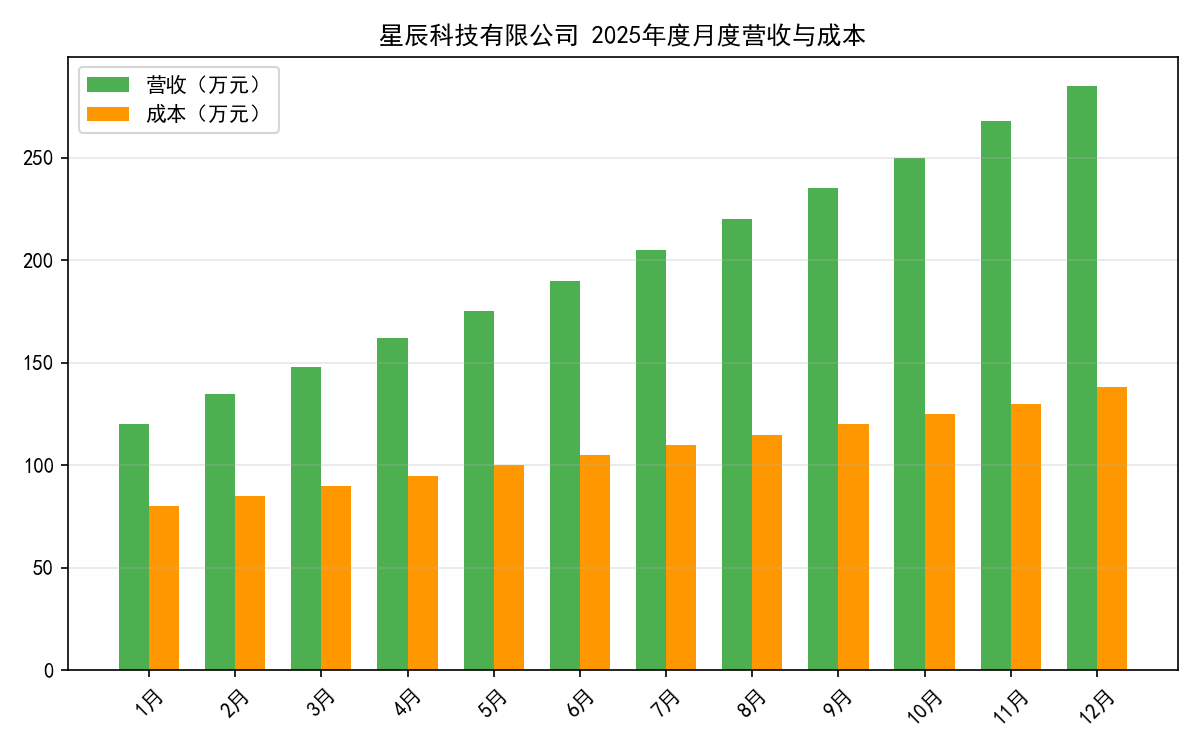 星辰科技有限公司 2025年度月度营收与成本
营收（万元）
成本（万元）
250
200
150
100
50
0
1月
2月
3月
4月
5月
6月
7月
8月
9月
10月
11月
12月